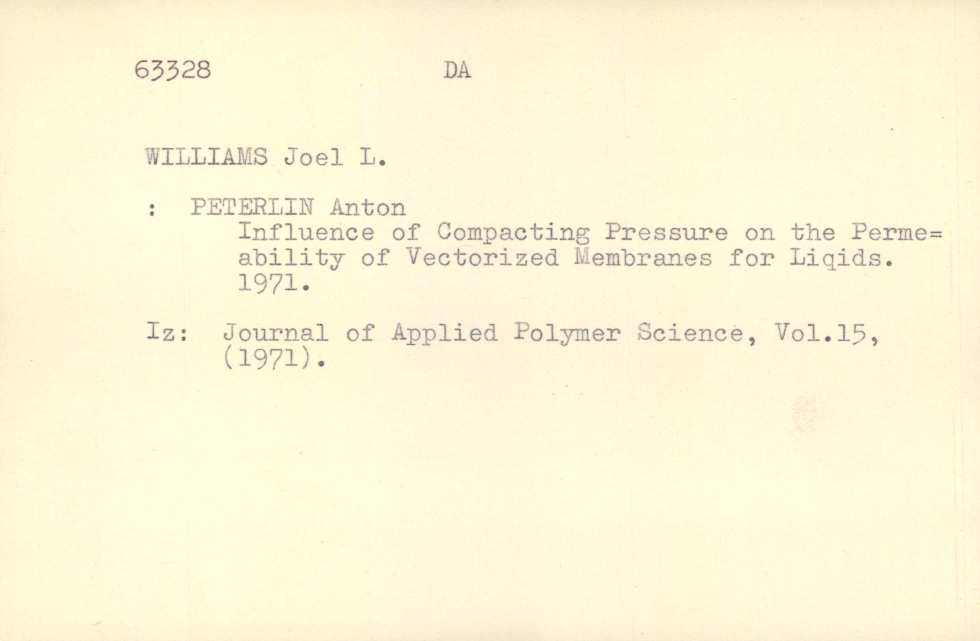 63328 DA
WILLIAMS Joel L.
: PETERLIN Anton
Influence of Compacting Pressure on the Perme=
ability of Vectorized Membranes for Liqids.
1971.
Iz: Journal of Applied Polymer Science, Vol.15,
(1971).